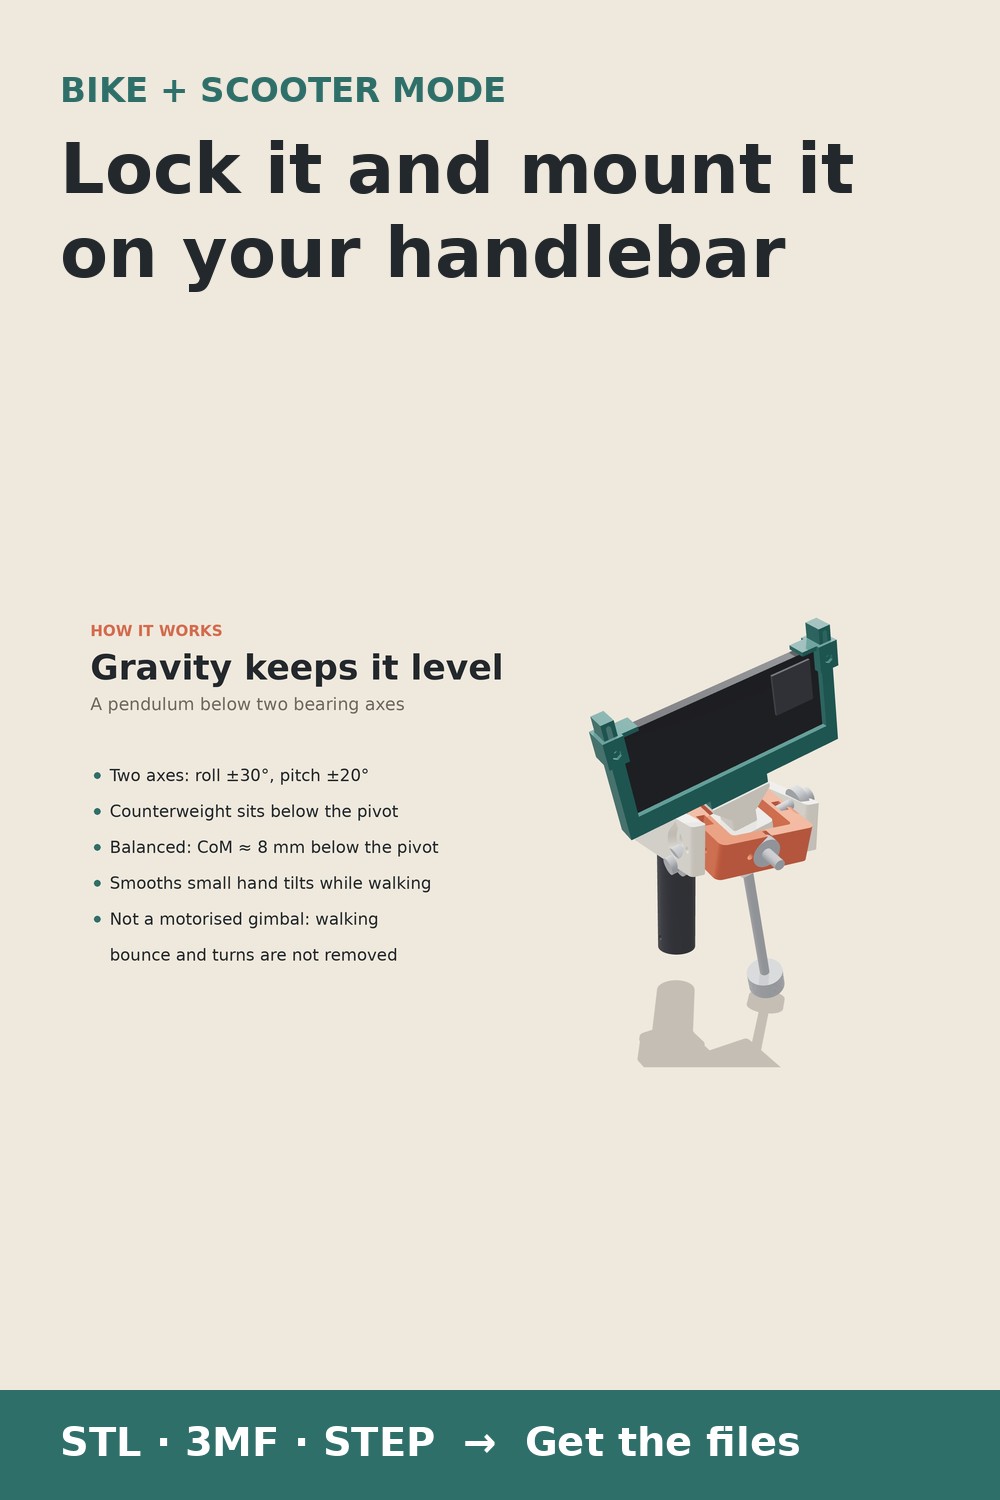 BIKE + SCOOTER MODE
Lock it and mount it
on your handlebar
HOW IT WORKS
Gravity keeps it level
A pendulum below two bearing axes
• Two axes: roll ±30°, pitch ±20°
• Counterweight sits below the pivot
• Balanced: CoM ≈ 8 mm below the pivot
• Smooths small hand tilts while walking
• Not a motorised gimbal: walking
bounce and turns are not removed
STL · 3MF · STEP → Get the files